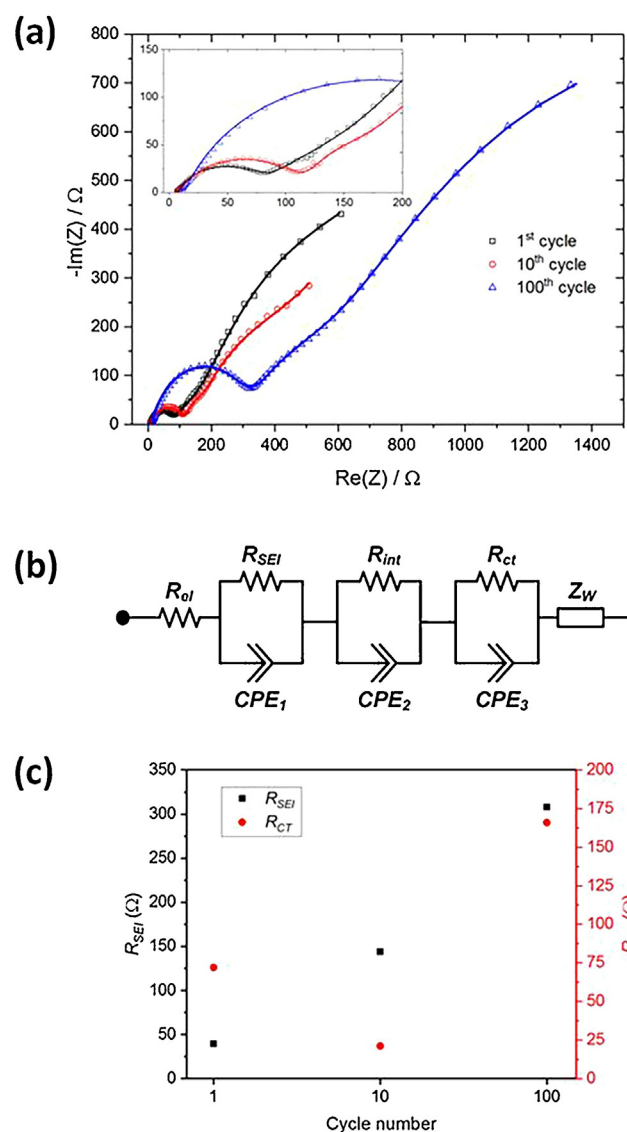 (a)
800
700
600
500
400
300
200
100
0
-Im(Z) / Ω
150
100
50
0
0 50 100 150 200
1st cycle
10th cycle
100th cycle
0 200 400 600 800 1000 1200 1400
Re(Z) / Ω
(b)
Rel
RSEI
CPE1
Rint
CPE2
Rct
CPE3
ZW
(c)
350
300
250
200
150
100
50
0
RSEI (Ω)
RSEI
RCT
200
175
150
125
100
75
50
25
0
(Ω)
1 10 100
Cycle number